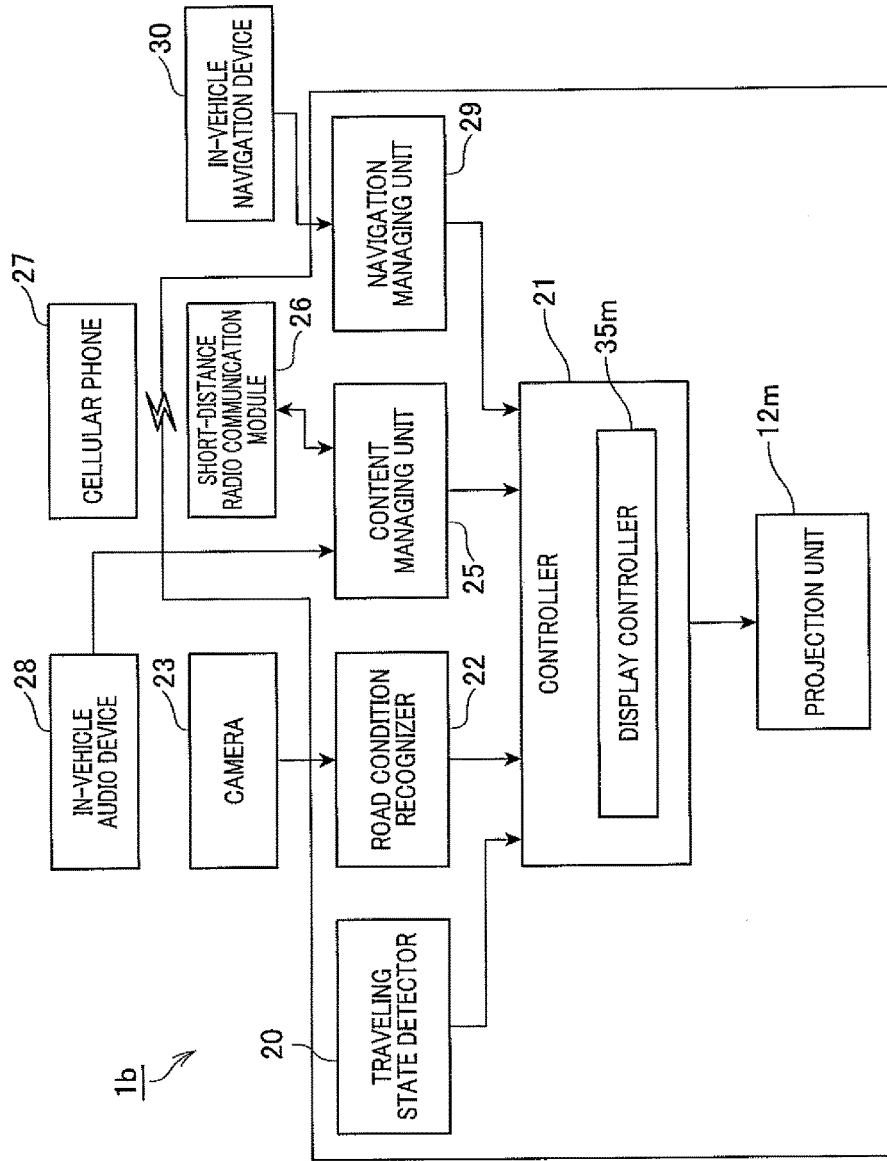 1b
28
IN-VEHICLE
AUDIO DEVICE
27
CELLULAR PHONE
30
IN-VEHICLE
NAVIGATION DEVICE
23
CAMERA
SHORT-DISTANCE
RADIO COMMUNICATION
MODULE
26
20
TRAVELING
STATE DETECTOR
ROAD CONDITION
RECOGNIZER
22
CONTENT
MANAGING UNIT
25
NAVIGATION
MANAGING UNIT
29
CONTROLLER
21
DISPLAY CONTROLLER
35m
PROJECTION UNIT
12m